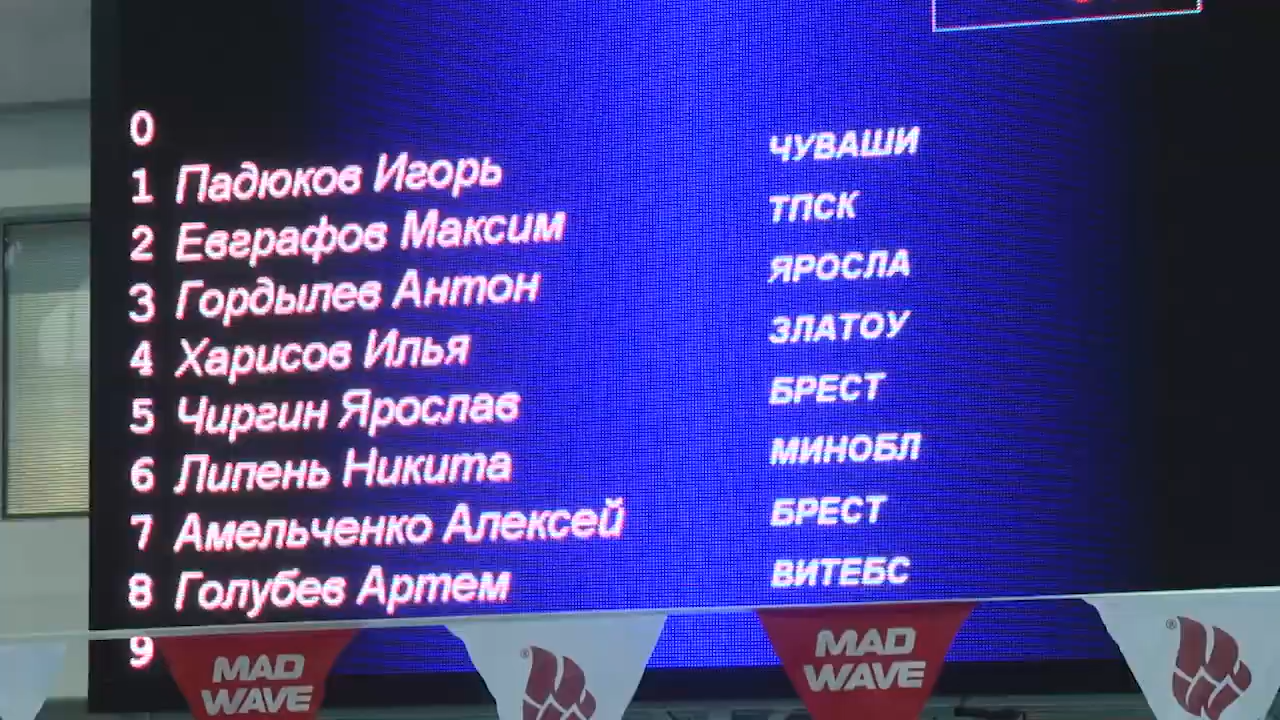 0
1 Падюков Игорь ЧУВАШИ
2 Евграфов Максим ТПСК
3 Гордылев Антон ЯРОСЛА
4 Харисов Илья ЗЛАТОУ
5 Чиргин Ярослав БРЕСТ
6 Липень Никита МИНОБЛ
7 Амельченко Алексей БРЕСТ
8 Голубев Артем ВИТЕБС
9
MAD WAVE
® 
MAD WAVE
®